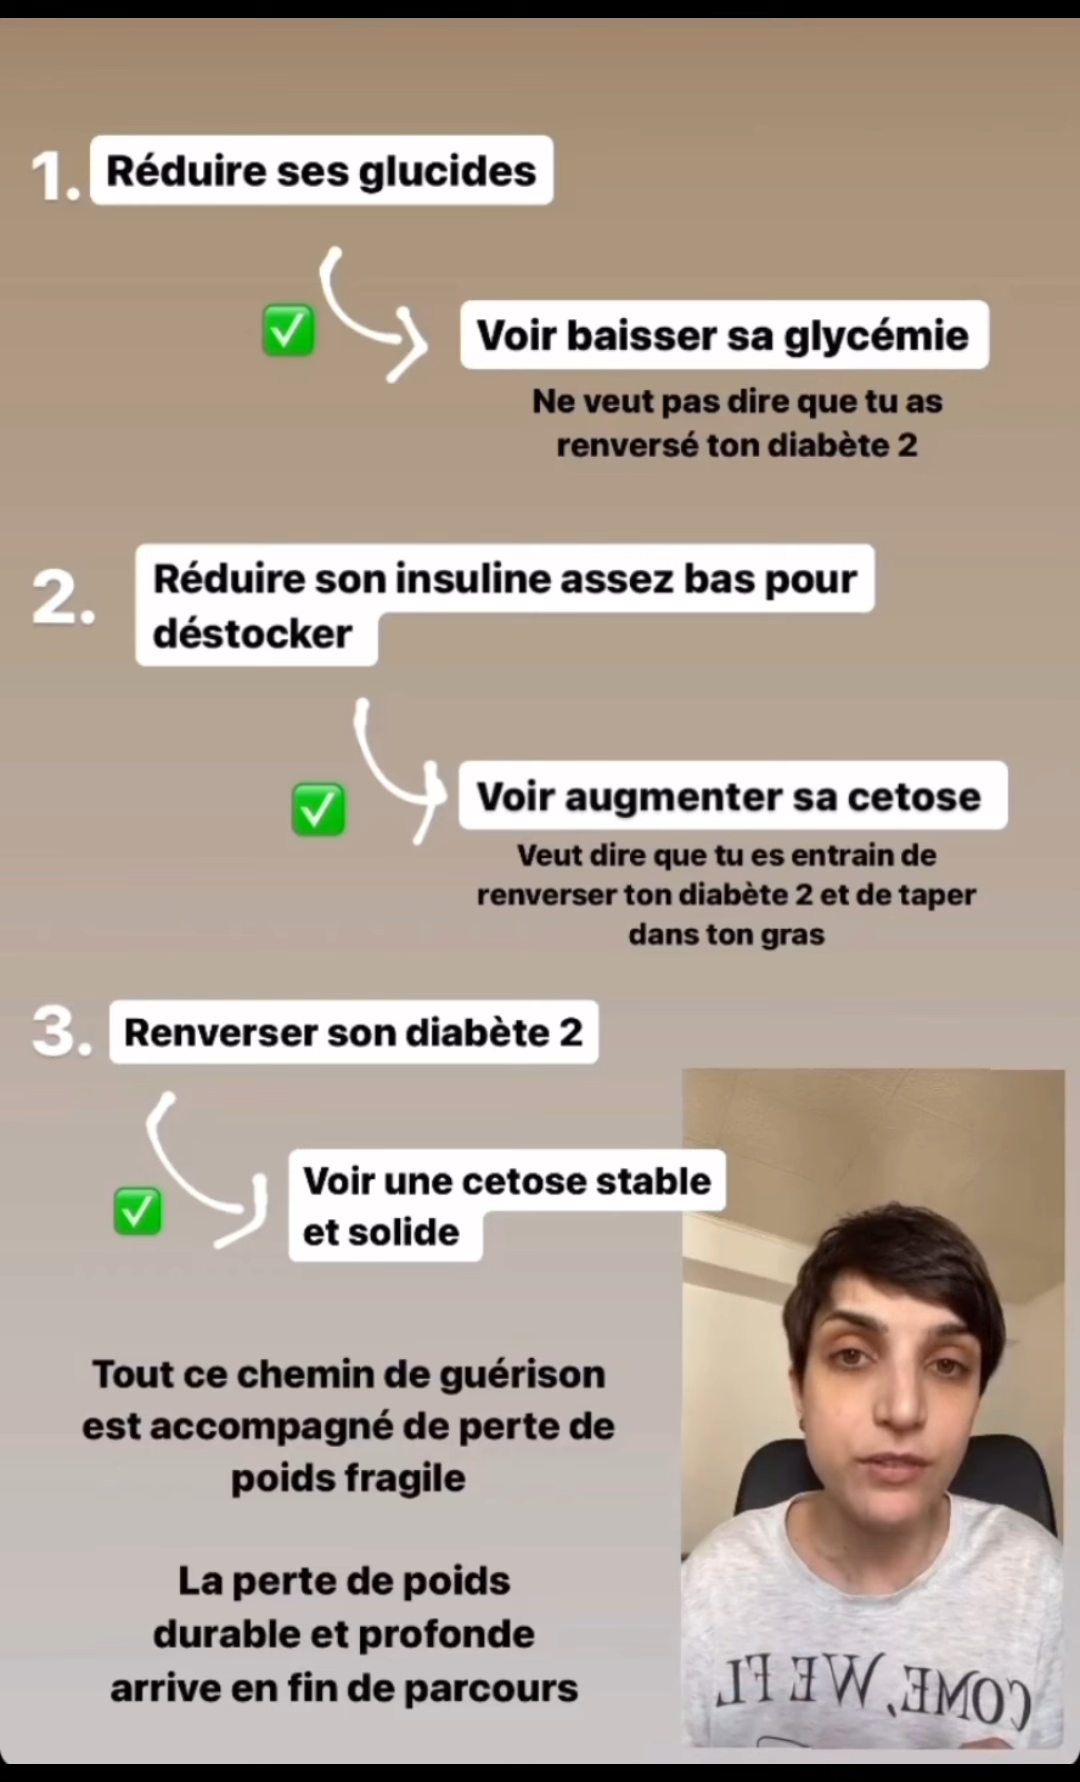 1. Réduire ses glucides
Voir baisser sa glycémie
Ne veut pas dire que tu as
renversé ton diabète 2
2. Réduire son insuline assez bas pour
déstocker
Voir augmenter sa cetose
Veut dire que tu es entrain de
renverser ton diabète 2 et de taper
dans ton gras
3. Renverser son diabète 2
Voir une cetose stable
et solide
Tout ce chemin de guérison
est accompagné de perte de
poids fragile
La perte de poids
durable et profonde
arrive en fin de parcours
COME, WE FL